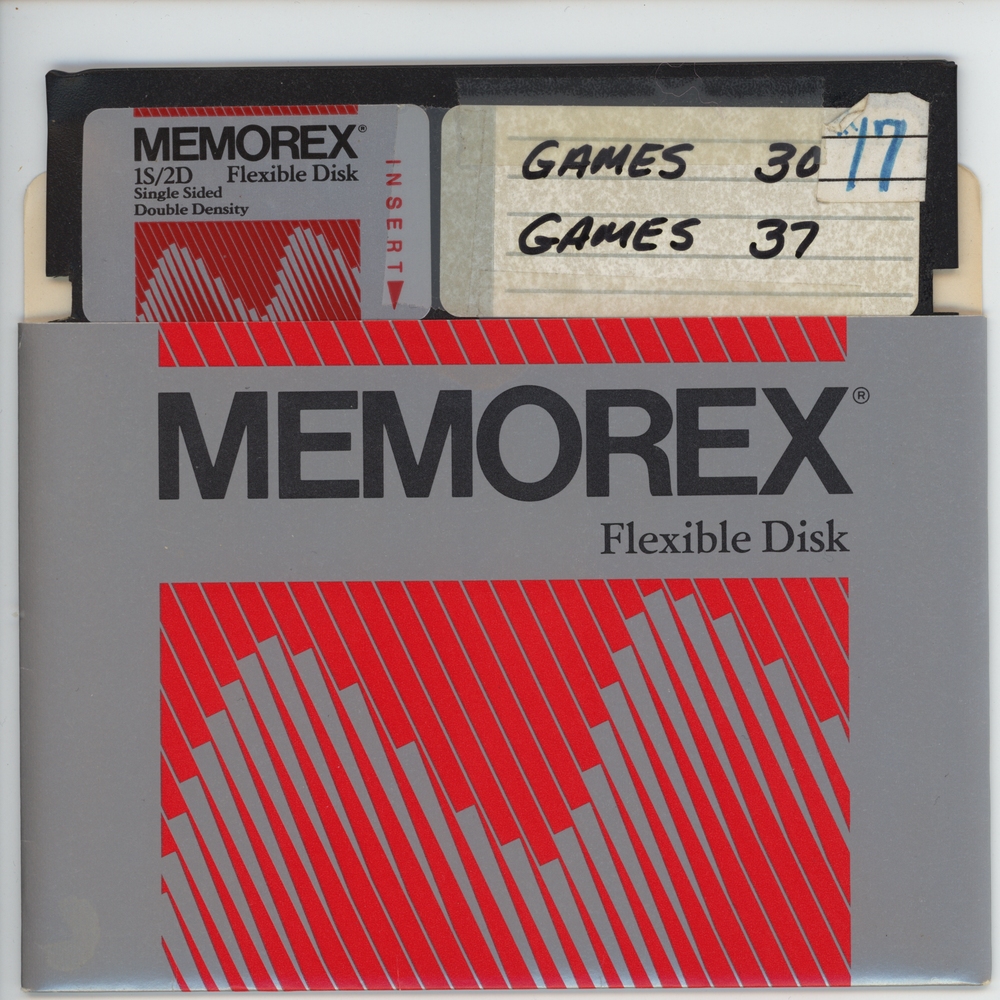 MEMOREX®
1S/2D Flexible Disk
Single Sided
Double Density
INSERT
GAMES 30
17
GAMES 37
MEMOREX®
Flexible Disk